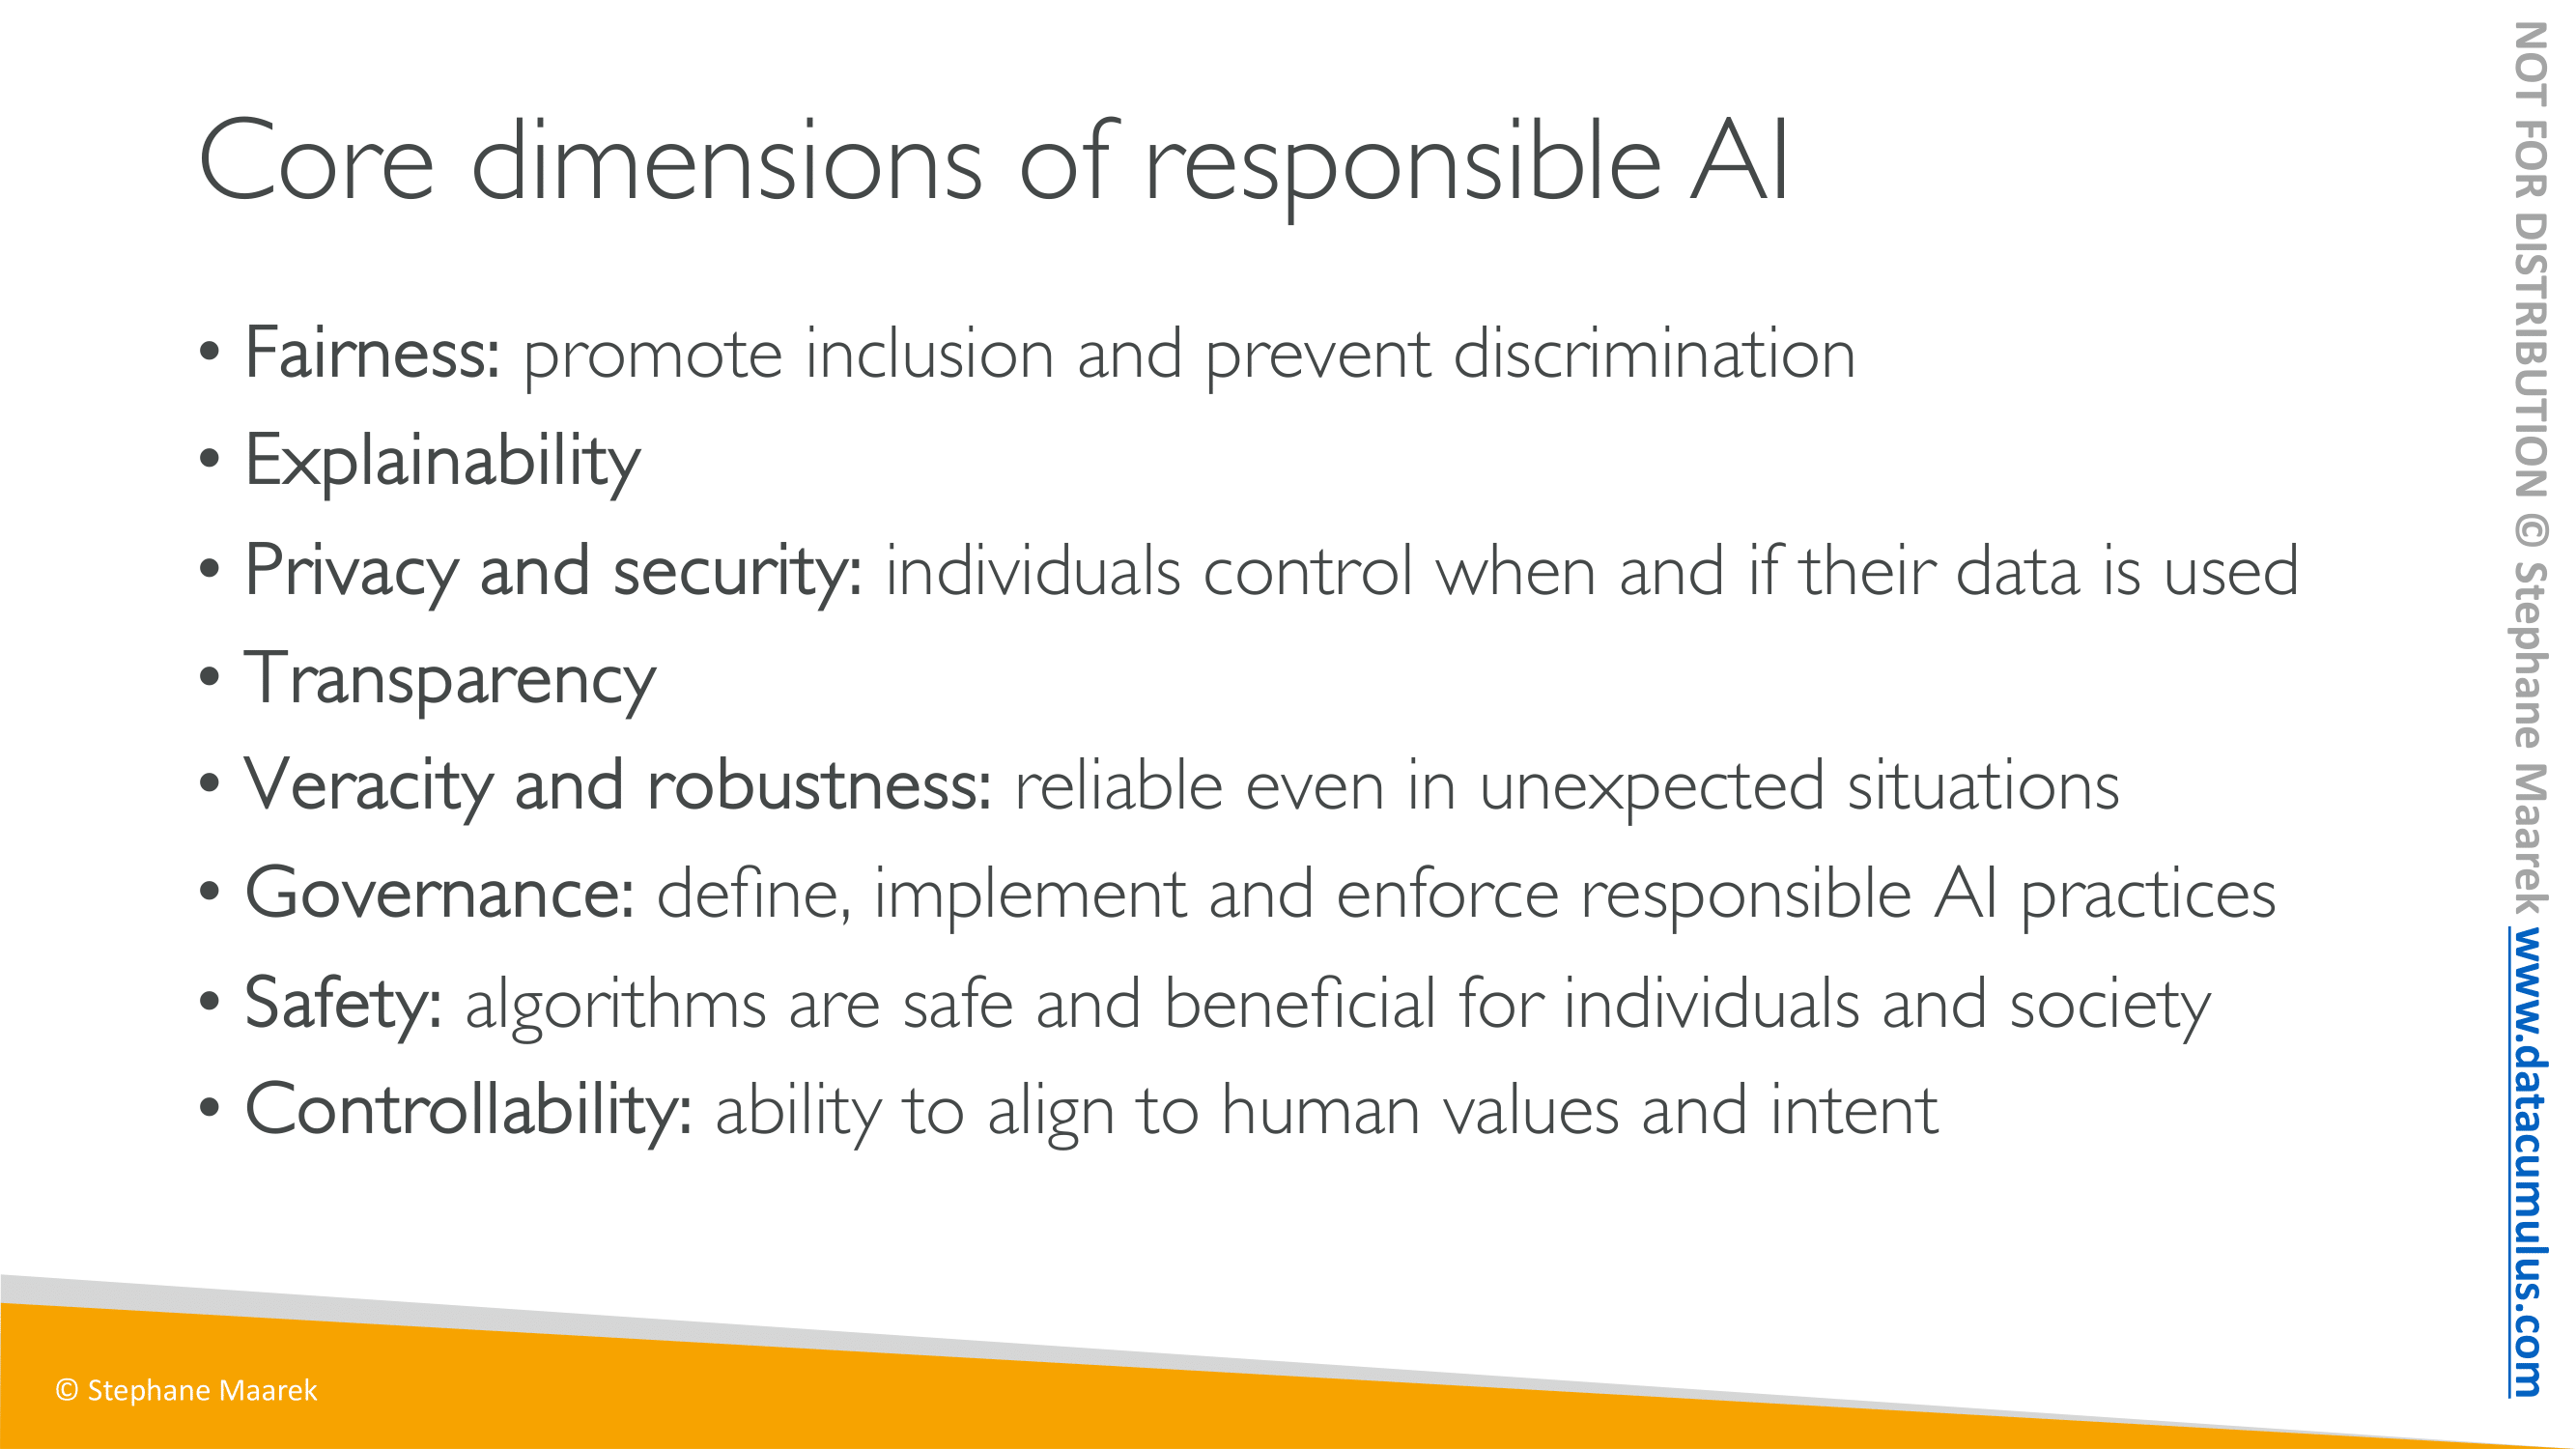 Core dimensions of responsible AI
• Fairness: promote inclusion and prevent discrimination
• Explainability
• Privacy and security: individuals control when and if their data is used
• Transparency
• Veracity and robustness: reliable even in unexpected situations
• Governance: define, implement and enforce responsible AI practices
• Safety: algorithms are safe and beneficial for individuals and society
• Controllability: ability to align to human values and intent
© Stephane Maarek
NOT FOR DISTRIBUTION © Stephane Maarek www.datacumulus.com